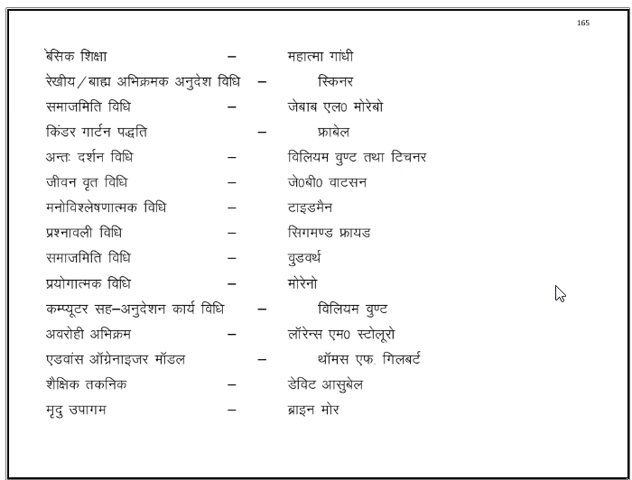 165
बेसिक शिक्षा – महात्मा गांधी
रेखीय/बाह्य अभिक्रमक अनुदेश विधि – स्किनर
समाजमिति विधि – जेबाब एल0 मोरेबो
किंडर गार्टन पद्धति – फ्राबेल
अन्तः दर्शन विधि – विलियम वुण्ट तथा टिचनर
जीवन वृत विधि – जे0बी0 वाटसन
मनोविश्लेषणात्मक विधि – टाइडमैन
प्रश्नावली विधि – सिगमण्ड फ्रायड
समाजमिति विधि – वुडवर्थ
प्रयोगात्मक विधि – मोरेनो
कम्प्यूटर सह–अनुदेशन कार्य विधि – विलियम वुण्ट
अवरोही अभिक्रम – लॉरेन्स एम0 स्टोलूरो
एडवांस ऑग्रेनाइजर मॉडल – थॉमस एफ. गिलबर्ट
शैक्षिक तकनिक – डेविट आसुबेल
मृदु उपागम – ब्राइन मोर